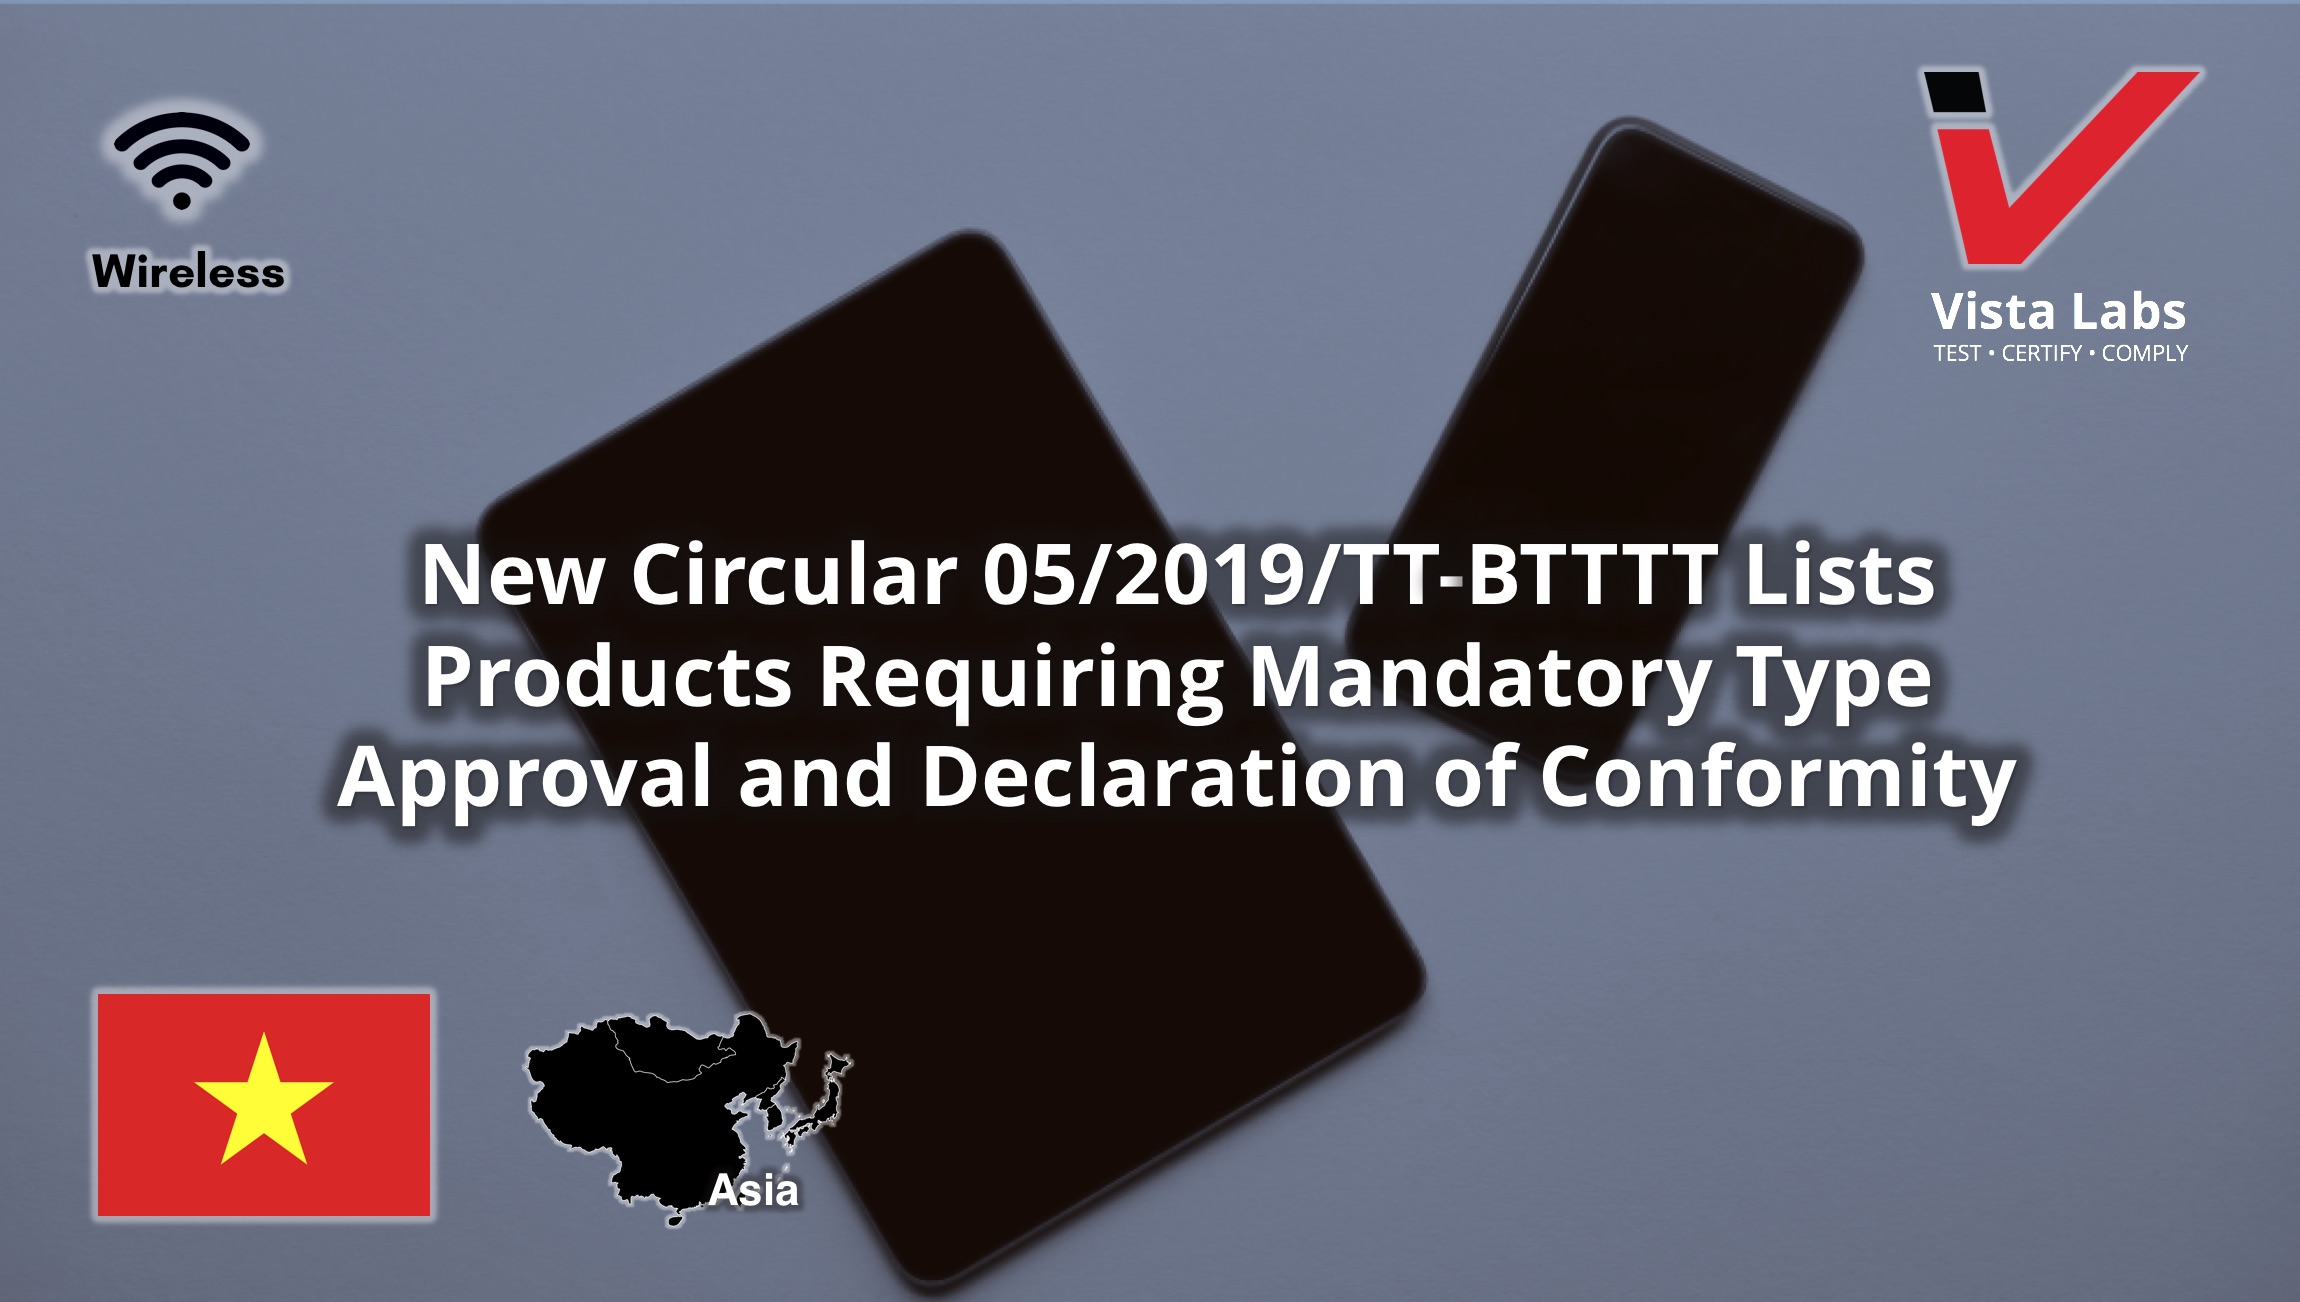 Wireless
Vista Labs
TEST • CERTIFY • COMPLY
New Circular 05/2019/TT-BTTTT Lists
Products Requiring Mandatory Type
Approval and Declaration of Conformity
Asia